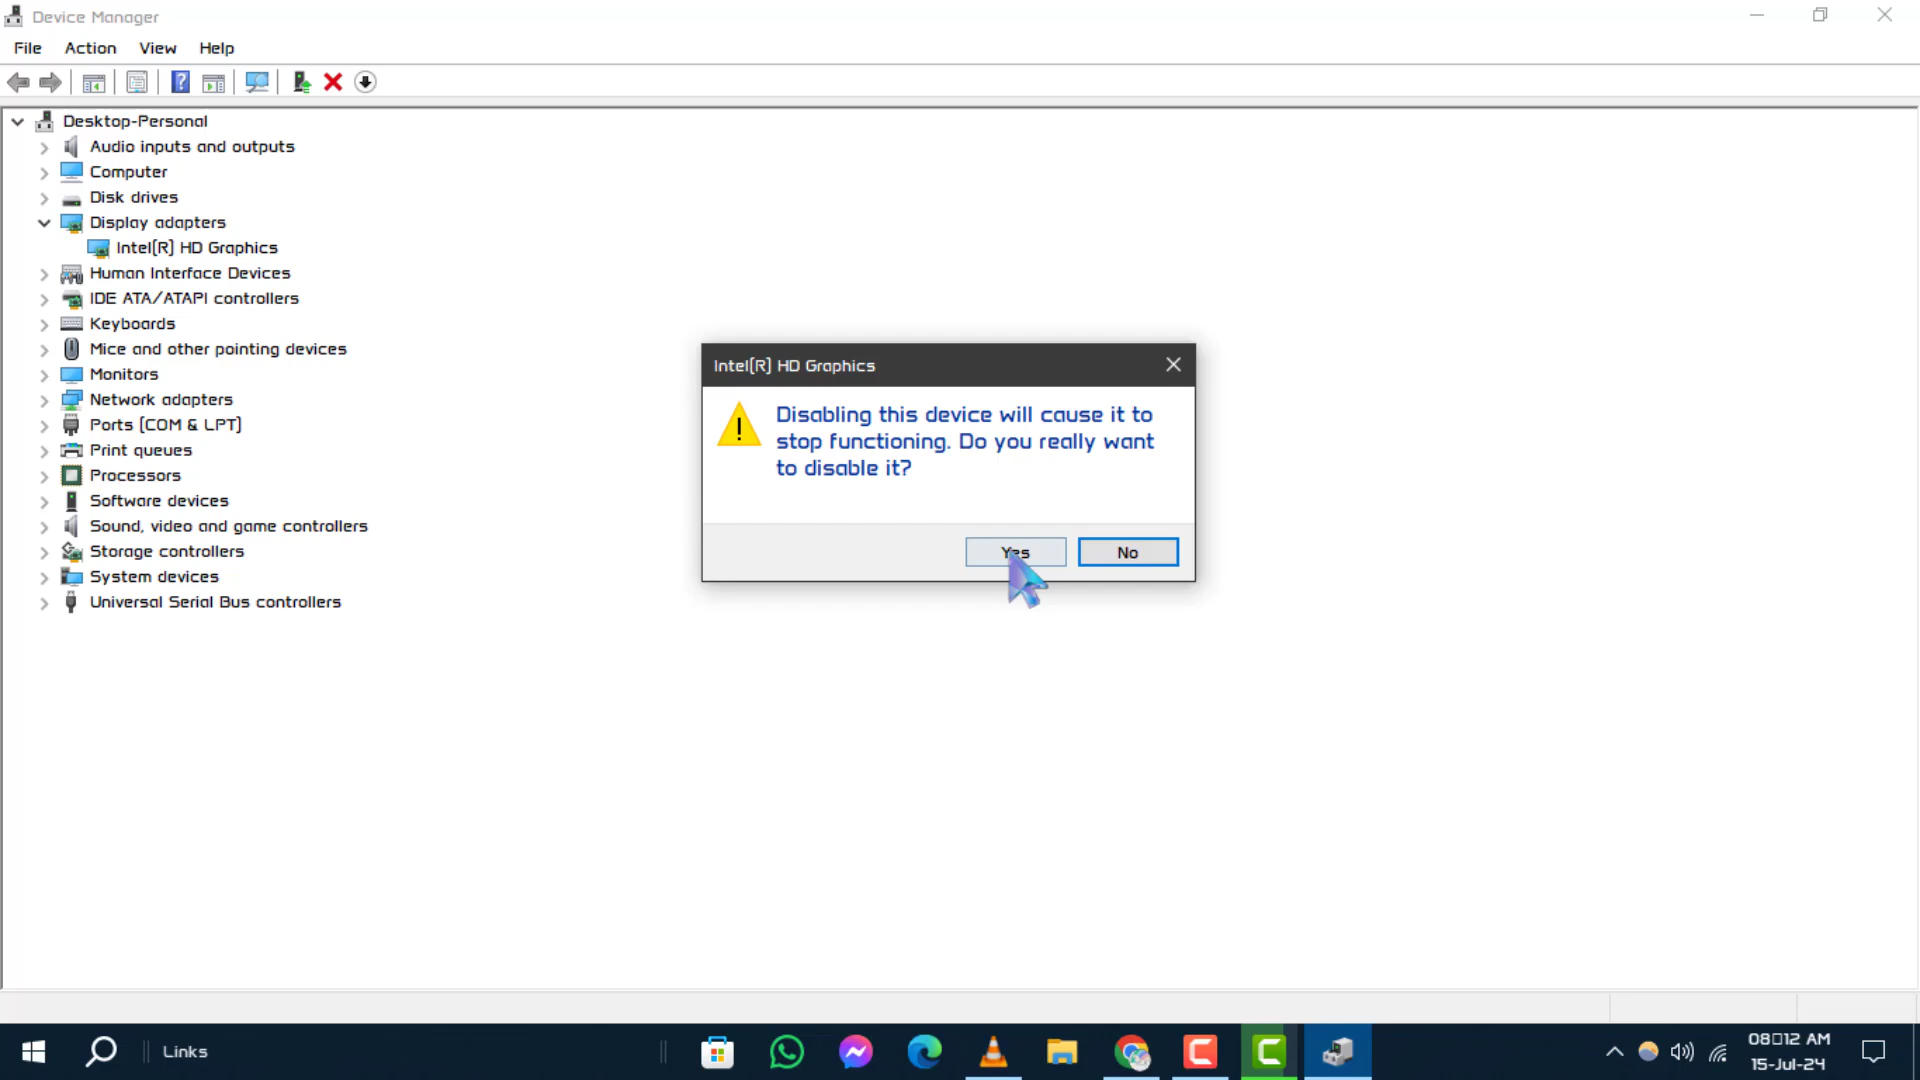 Device Manager
File Action View Help
Desktop-Personal
Audio inputs and outputs
Computer
Disk drives
Display adapters
Intel(R) HD Graphics
Human Interface Devices
IDE ATA/ATAPI controllers
Keyboards
Mice and other pointing devices
Monitors
Network adapters
Ports (COM & LPT)
Print queues
Processors
Software devices
Sound, video and game controllers
Storage controllers
System devices
Universal Serial Bus controllers
Intel(R) HD Graphics
Disabling this device will cause it to
stop functioning. Do you really want
to disable it?
Yes No
Links
08▯12 AM
15-Jul-24